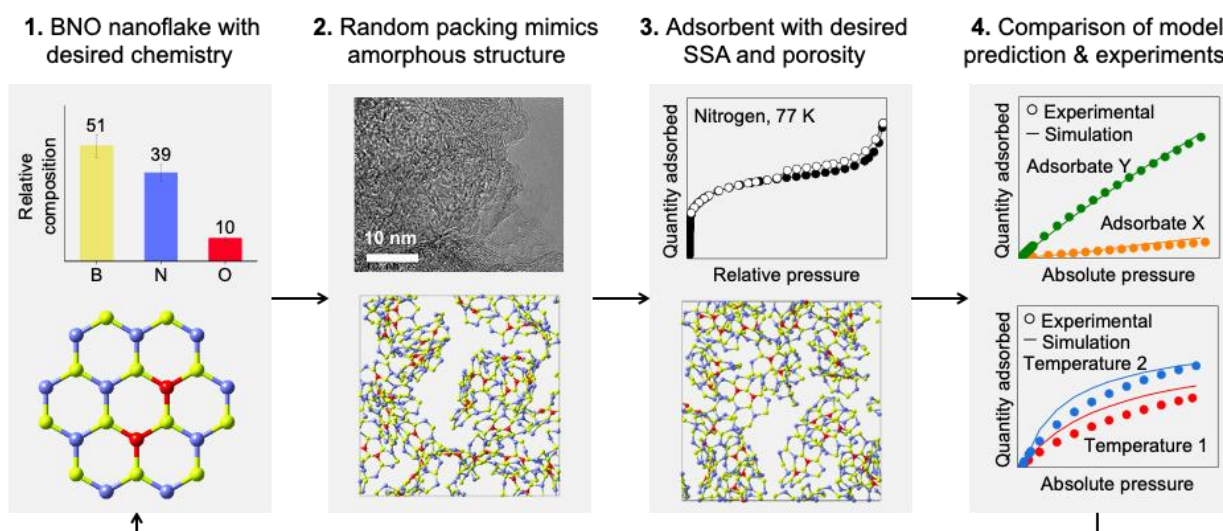 1. BNO nanoflake with
desired chemistry
2. Random packing mimics
amorphous structure
3. Adsorbent with desired
SSA and porosity
4. Comparison of model
prediction & experiments
Relative
composition
51
39
10
B N O
10 nm
Quantity adsorbed
Nitrogen, 77 K
Relative pressure
Quantity adsorbed
Experimental
Simulation
Adsorbate Y
Adsorbate X
Absolute pressure
Quantity adsorbed
Experimental
Simulation
Temperature 2
Temperature 1
Absolute pressure